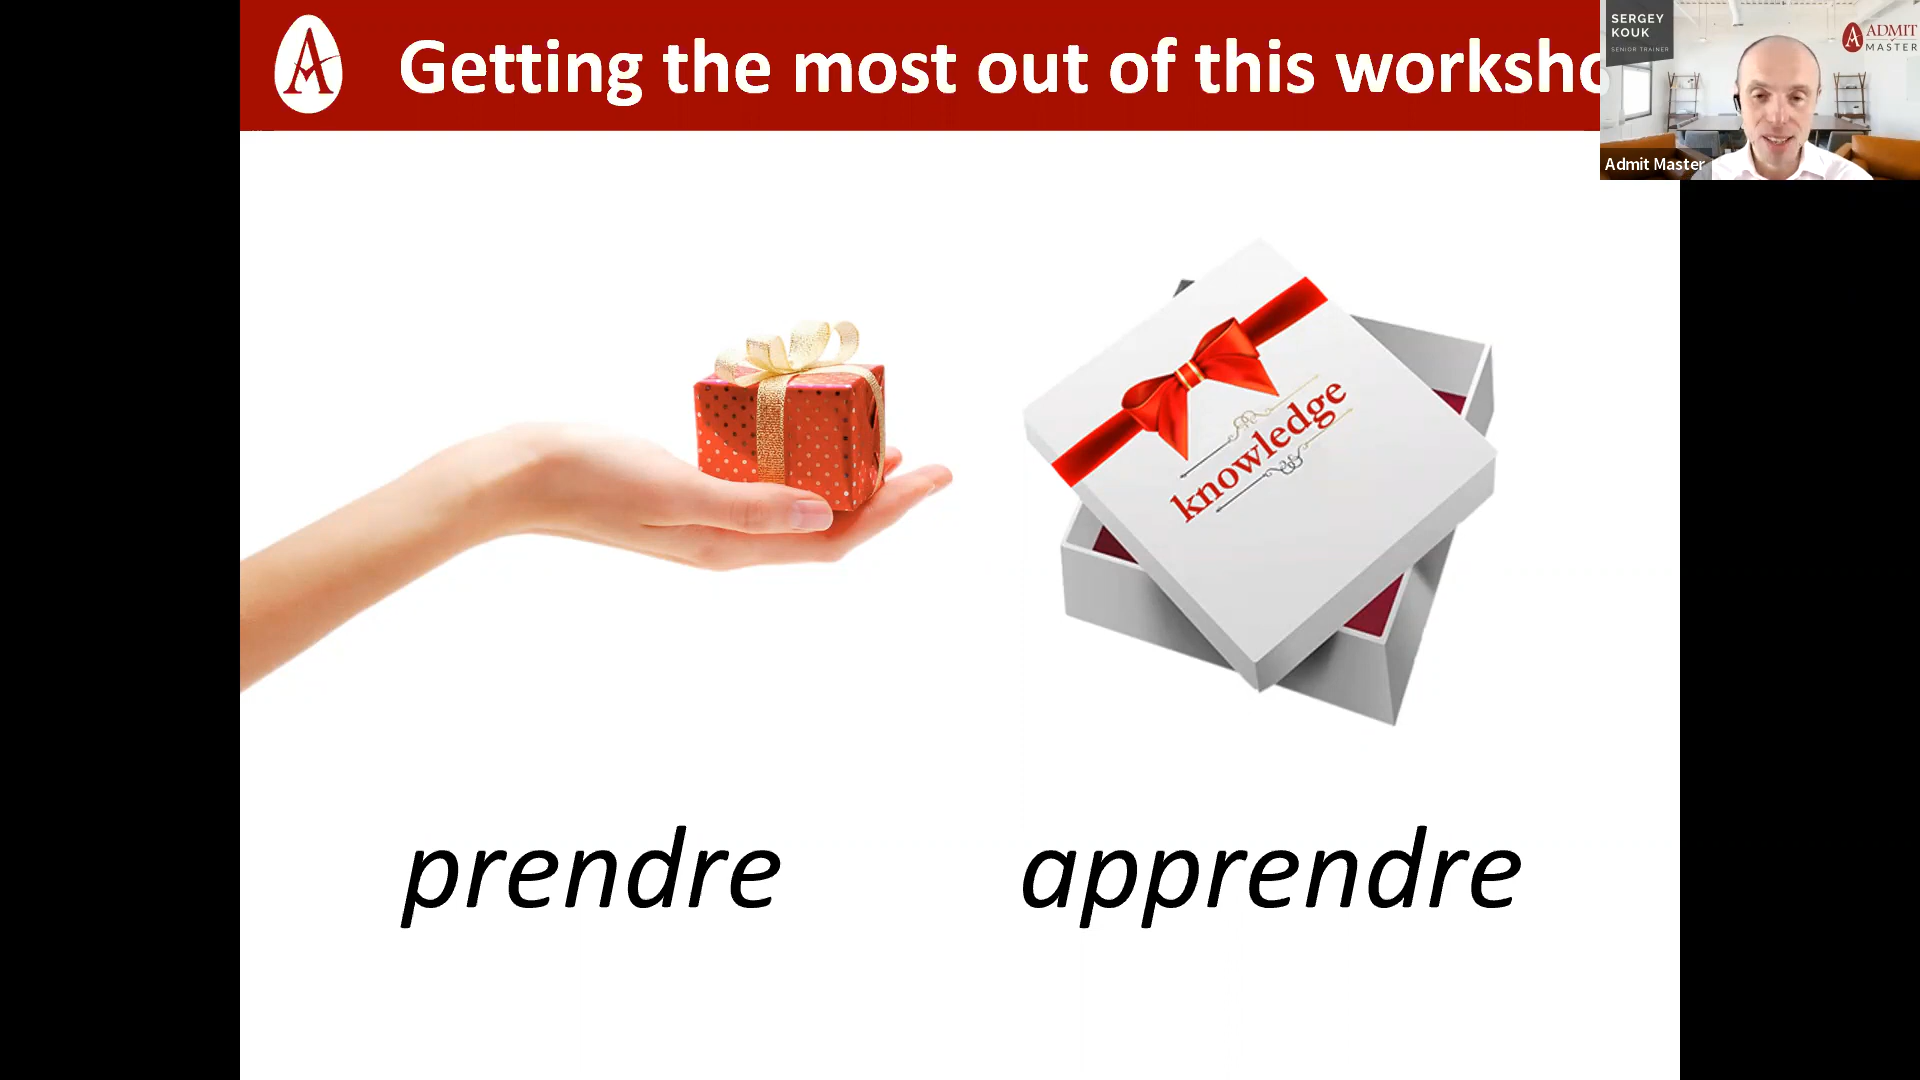 Getting the most out of this worksho
SERGEY
KOUK
SENIOR TRAINER
ADMIT
MASTER
Admit Master
knowledge
prendre
apprendre